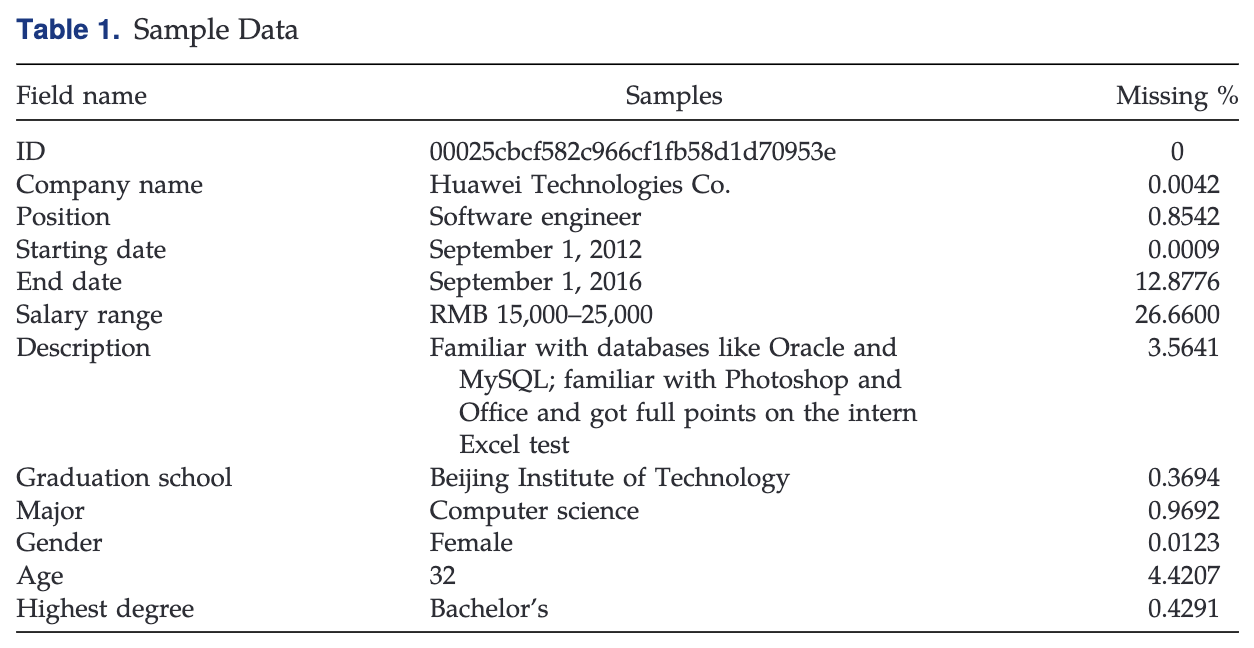 Table 1. Sample Data
Field name Samples Missing %
ID 00025cbcf582c966cf1fb58d1d70953e 0
Company name Huawei Technologies Co. 0.0042
Position Software engineer 0.8542
Starting date September 1, 2012 0.0009
End date September 1, 2016 12.8776
Salary range RMB 15,000–25,000 26.6600
Description Familiar with databases like Oracle and 3.5641
MySQL; familiar with Photoshop and
Office and got full points on the intern
Excel test
Graduation school Beijing Institute of Technology 0.3694
Major Computer science 0.9692
Gender Female 0.0123
Age 32 4.4207
Highest degree Bachelor’s 0.4291